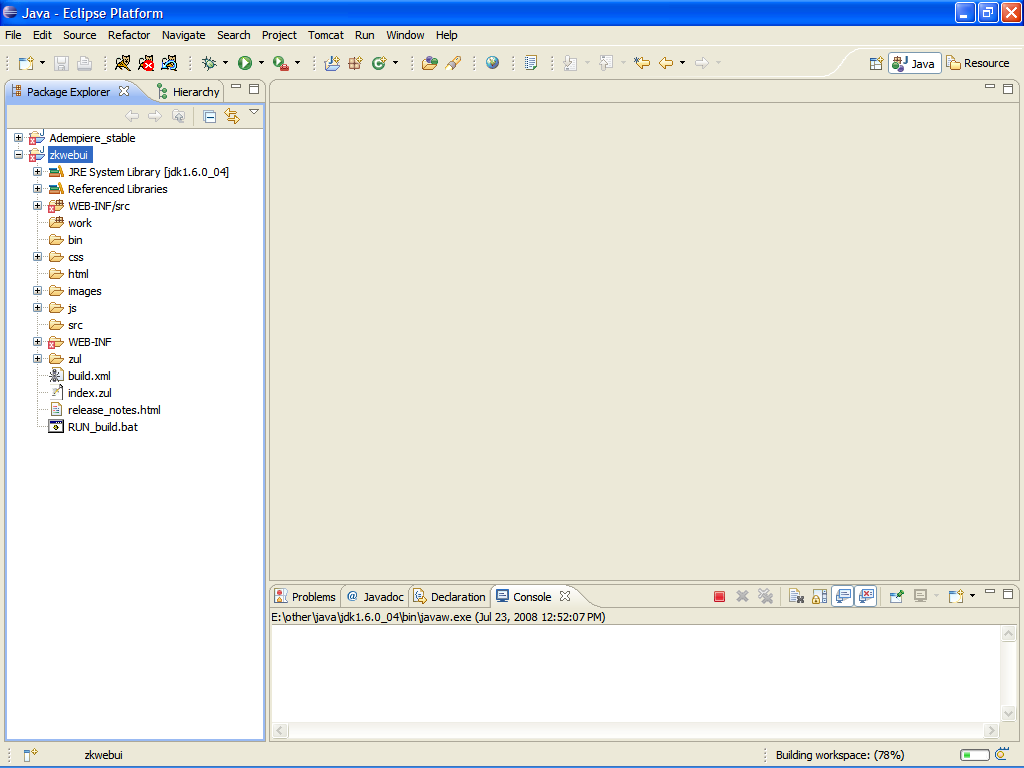 Java - Eclipse Platform
File Edit Source Refactor Navigate Search Project Tomcat Run Window Help
Java Resource
Package Explorer Hierarchy
Adempiere_stable
zkwebui
JRE System Library [jdk1.6.0_04]
Referenced Libraries
WEB-INF/src
work
bin
css
html
images
js
src
WEB-INF
zul
build.xml
index.zul
release_notes.html
RUN_build.bat
Problems @ Javadoc Declaration Console
E:\other\java\jdk1.6.0_04\bin\javaw.exe (Jul 23, 2008 12:52:07 PM)
zkwebui Building workspace: (78%)